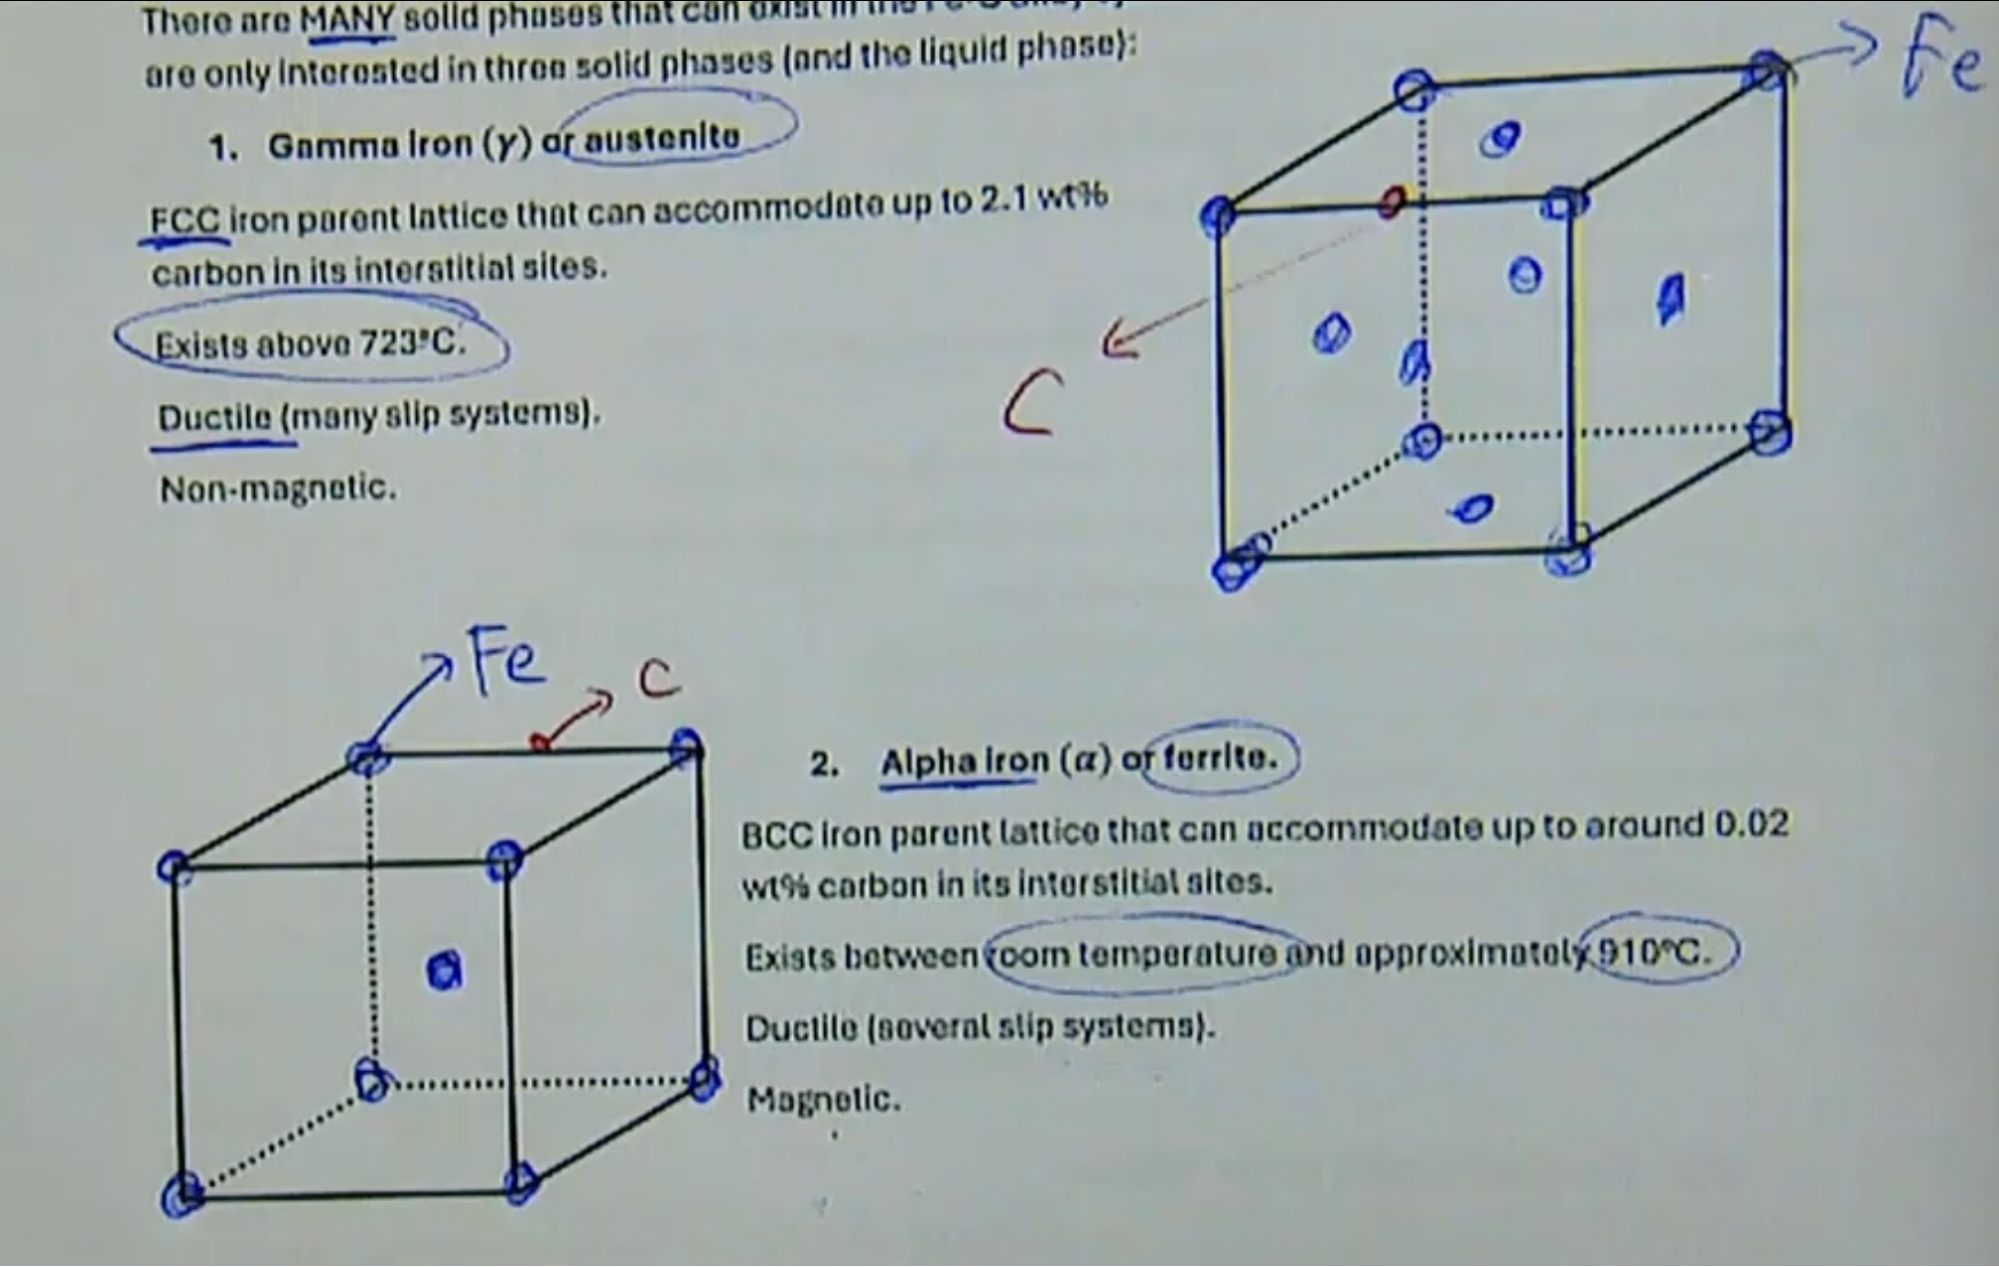 There are MANY solid phases that can exist in the Fe-C
are only interested in three solid phases (and the liquid phase):
Fe
1. Gamma iron (γ) or austenite
FCC iron parent lattice that can accommodate up to 2.1 wt%
carbon in its interstitial sites.
Exists above 723°C.
C
Ductile (many slip systems).
Non-magnetic.
Fe
C
2. Alpha iron (α) or ferrite.
BCC iron parent lattice that can accommodate up to around 0.02
wt% carbon in its interstitial sites.
Exists between room temperature and approximately 910°C.
Ductile (several slip systems).
Magnetic.